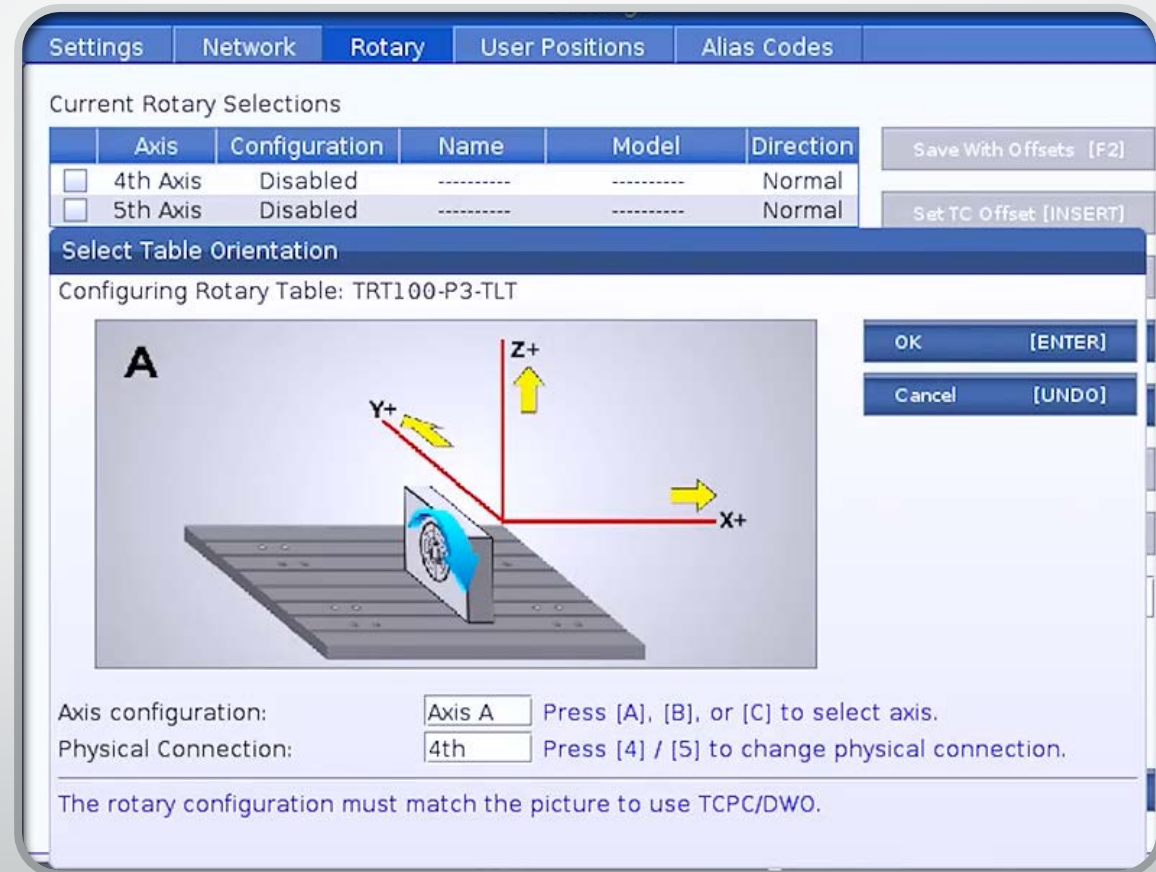 Settings Network Rotary User Positions Alias Codes
Current Rotary Selections
Axis Configuration Name Model Direction
Save With Offsets [F2]
4th Axis Disabled ---------- ---------- Normal
5th Axis Disabled ---------- ---------- Normal
Set TC Offset [INSERT]
Select Table Orientation
Configuring Rotary Table: TRT100-P3-TLT
OK [ENTER]
Cancel [UNDO]
A
Z+
Y+
X+
Axis configuration: Axis A Press [A], [B], or [C] to select axis.
Physical Connection: 4th Press [4] / [5] to change physical connection.
The rotary configuration must match the picture to use TCPC/DWO.